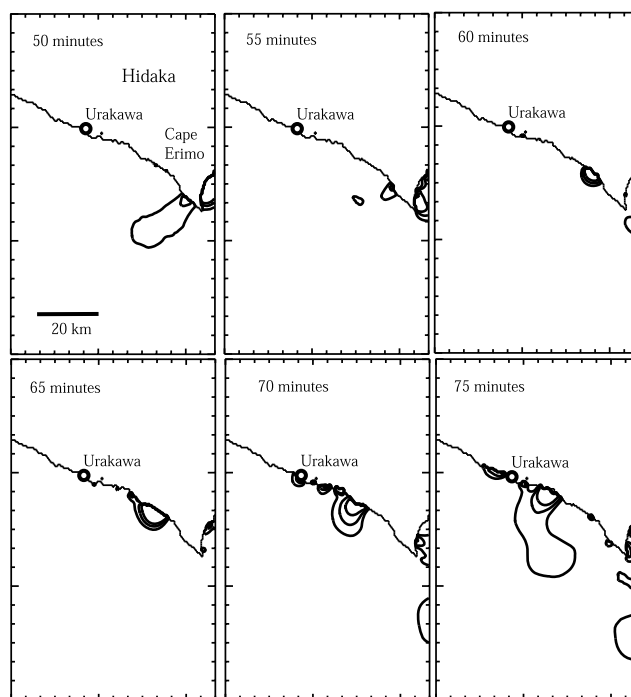 50 minutes
Hidaka
Urakawa
Cape
Erimo
20 km
55 minutes
Urakawa
60 minutes
Urakawa
65 minutes
Urakawa
70 minutes
Urakawa
75 minutes
Urakawa